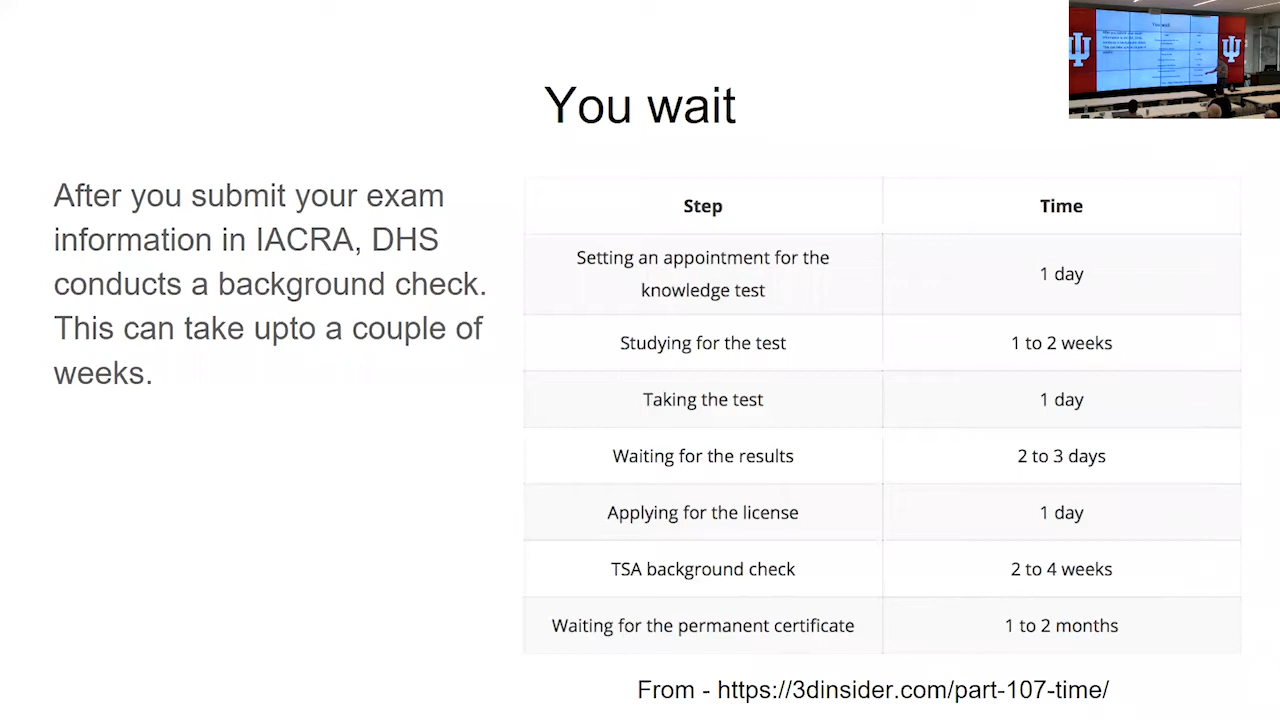 You wait
After you submit your exam
information in IACRA, DHS
conducts a background check.
This can take upto a couple of
weeks.
Step Time
Setting an appointment for the
knowledge test
1 day
Studying for the test 1 to 2 weeks
Taking the test 1 day
Waiting for the results 2 to 3 days
Applying for the license 1 day
TSA background check 2 to 4 weeks
Waiting for the permanent certificate 1 to 2 months
From - https://3dinsider.com/part-107-time/
You wait